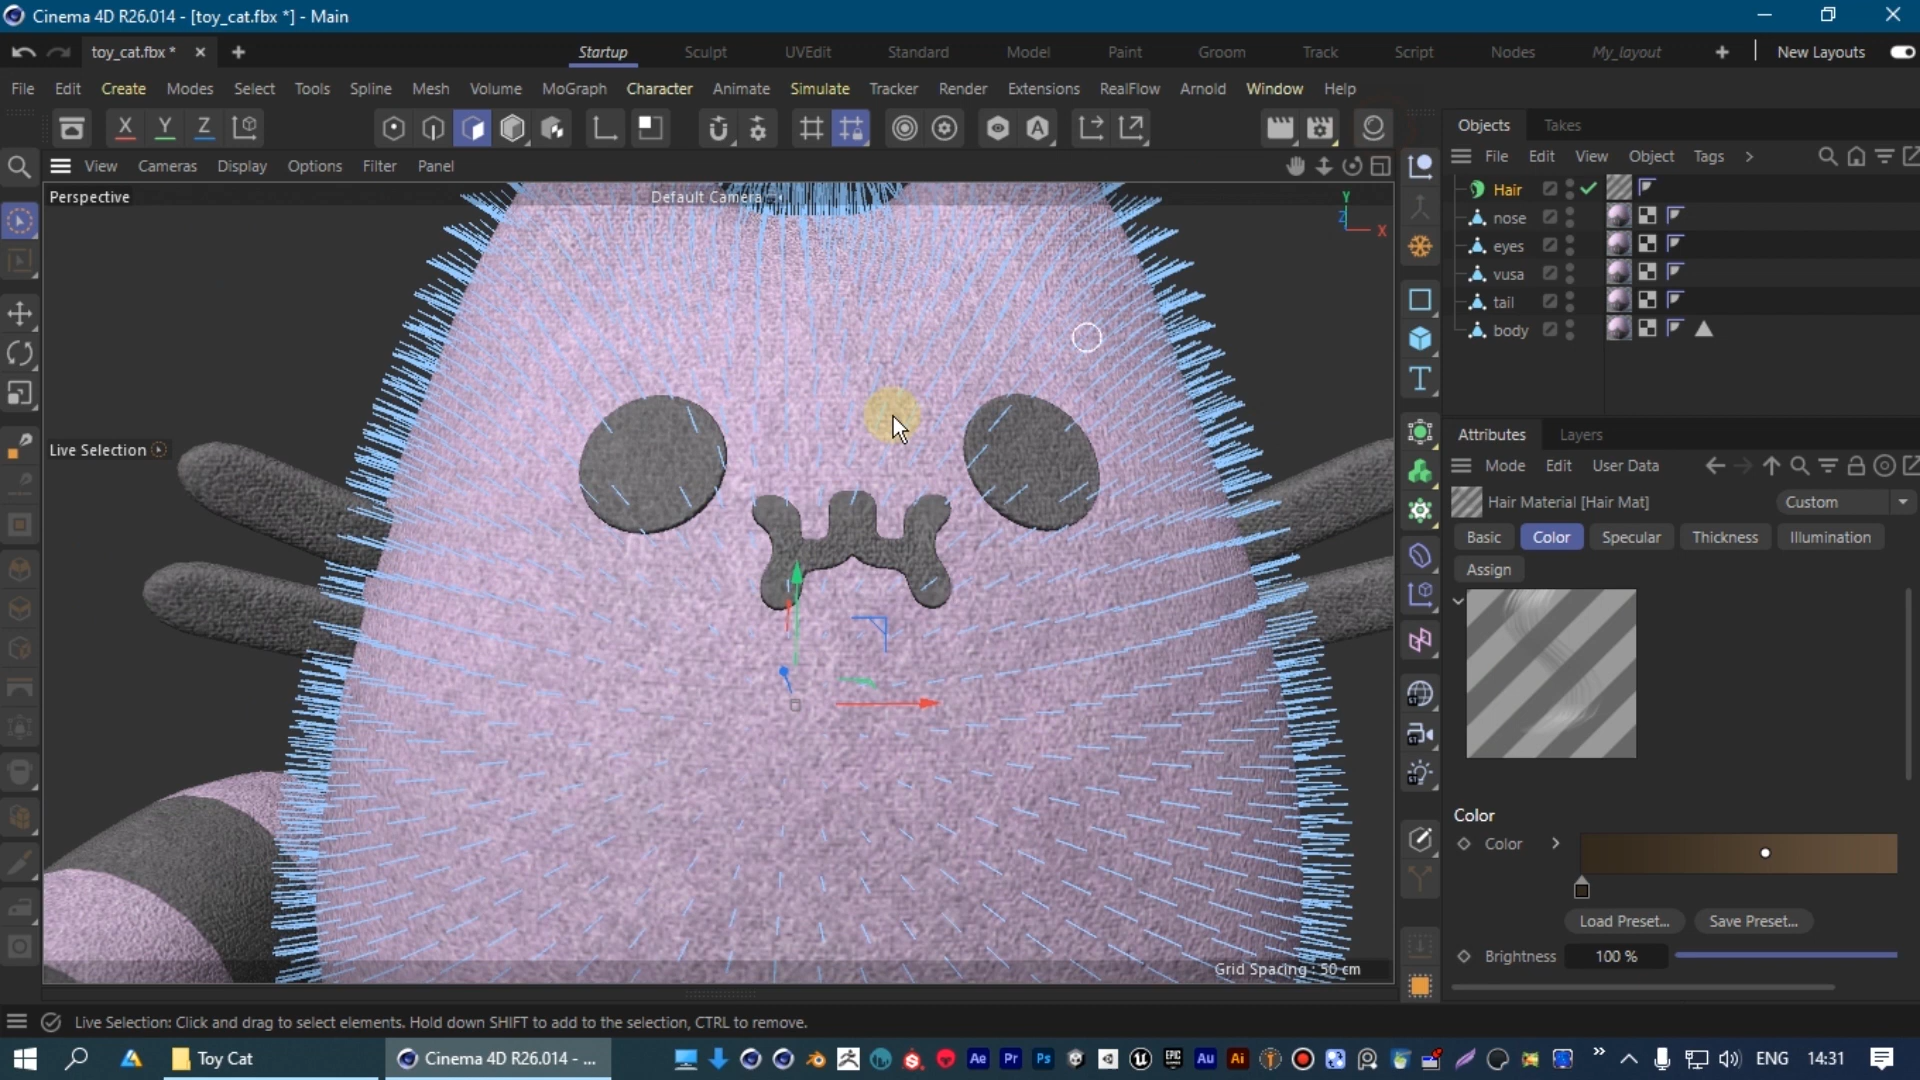 Cinema 4D R26.014 - [toy_cat.fbx *] - Main
toy_cat.fbx *
Startup
Sculpt
UVEdit
Standard
Model
Paint
Groom
Track
Script
Nodes
My_layout
New Layouts
File
Edit
Create
Modes
Select
Tools
Spline
Mesh
Volume
MoGraph
Character
Animate
Simulate
Tracker
Render
Extensions
RealFlow
Arnold
Window
Help
X
Y
Z
View
Cameras
Display
Options
Filter
Panel
Perspective
Default Camera
Y
Z
X
Live Selection
Grid Spacing : 50 cm
Objects
Takes
File
Edit
View
Object
Tags
Hair
nose
eyes
vusa
tail
body
Attributes
Layers
Mode
Edit
User Data
Hair Material [Hair Mat]
Custom
Basic
Color
Specular
Thickness
Illumination
Assign
Color
Color
Load Preset...
Save Preset...
Brightness
100 %
Live Selection: Click and drag to select elements. Hold down SHIFT to add to the selection, CTRL to remove.
Toy Cat
Cinema 4D R26.014 - ...
Ae
Pr
Ps
EPIC
Au
Ai
ENG
14:31